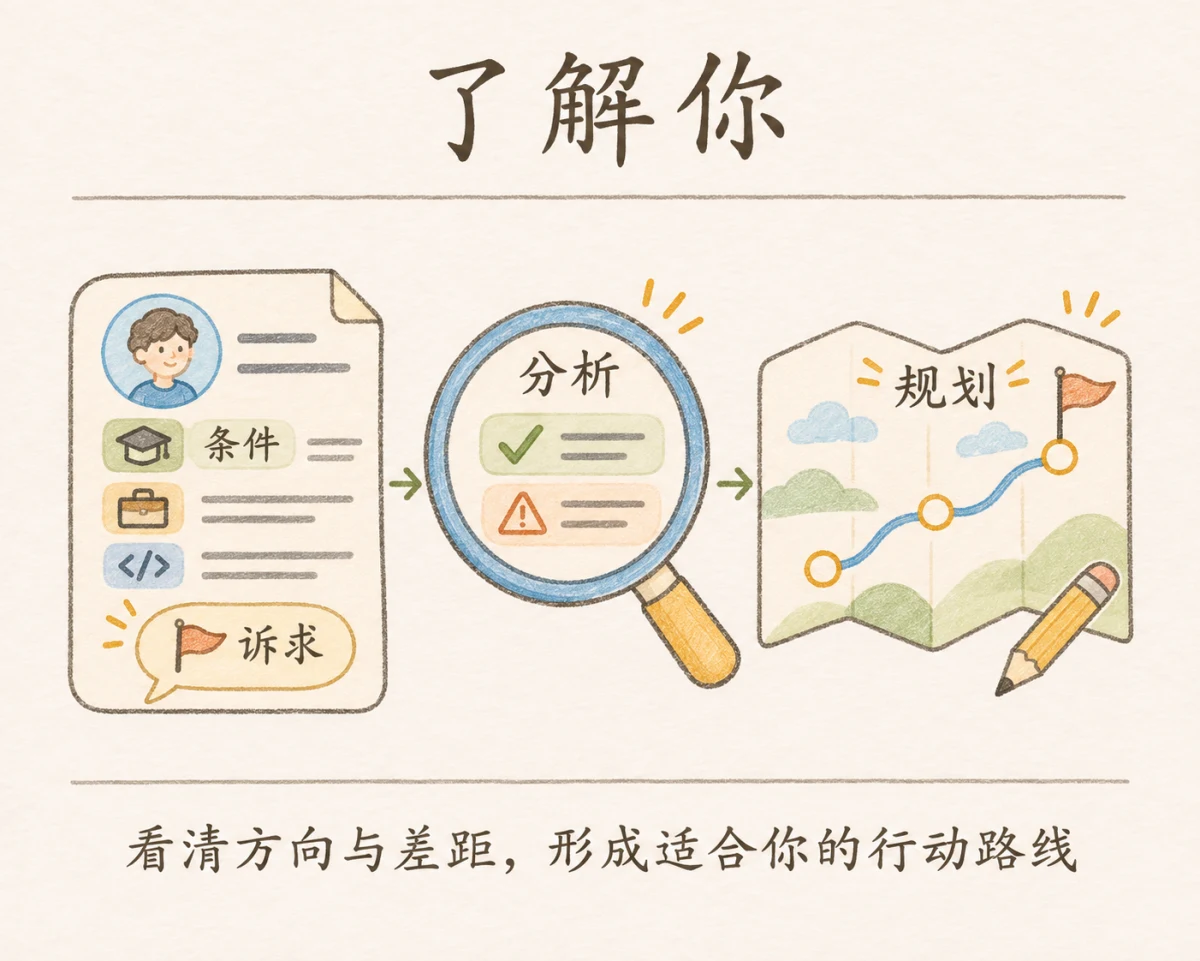 了解你
条件
</>
诉求
分析
规划
看清方向与差距，形成适合你的行动路线